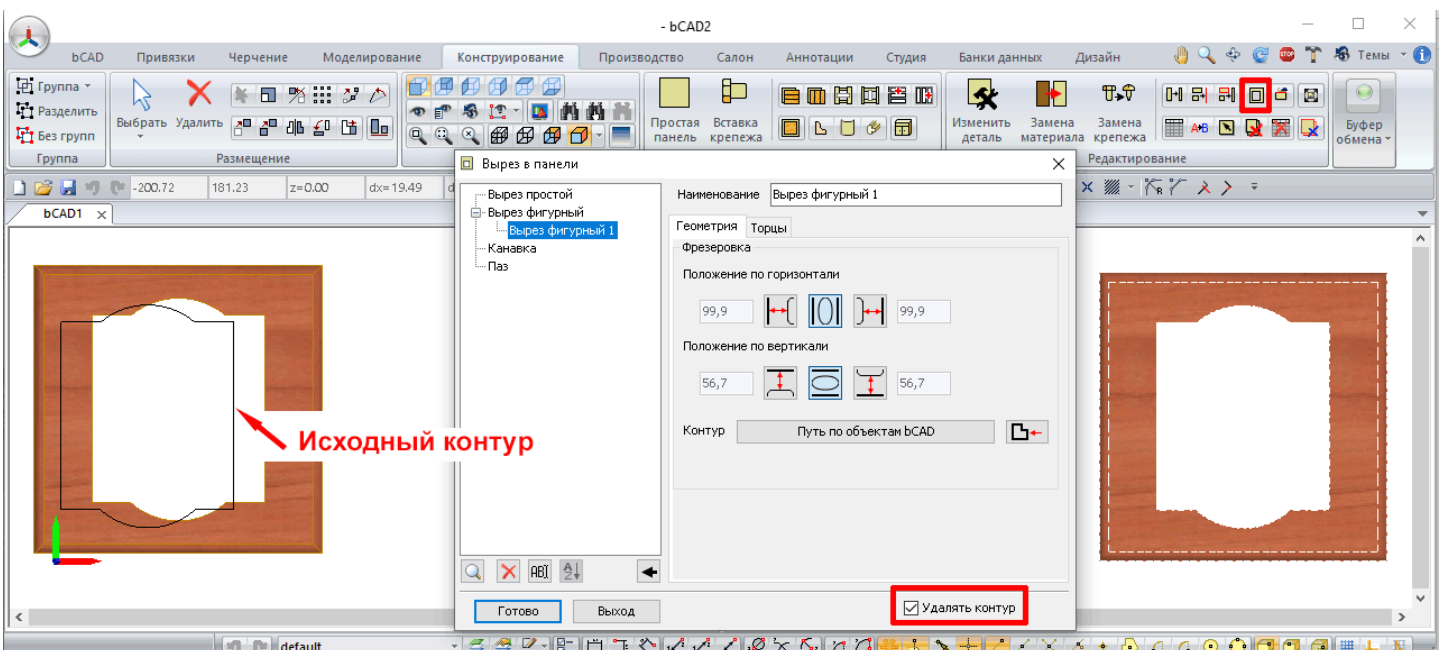 - bCAD2
bCAD Привязки Черчение Моделирование Конструирование Производство Салон Аннотации Студия Банки данных Дизайн STOP Темы
Группа
Разделить
Без групп
Выбрать Удалить
Простая панель
Вставка крепежа
Изменить деталь
Замена материала
Замена крепежа
A+B
Буфер обмена
Группа Размещение Редактирование
-200.72 181.23 z=0.00 dx=19.49 d
bCAD1
Вырез в панели
Вырез простой
Вырез фигурный
Вырез фигурный 1
Канавка
Паз
Наименование Вырез фигурный 1
Геометрия Торцы
Фрезеровка
Положение по горизонтали
99,9 99,9
Положение по вертикали
56,7 56,7
Контур Путь по объектам bCAD
Исходный контур
Готово Выход Удалять контур
default